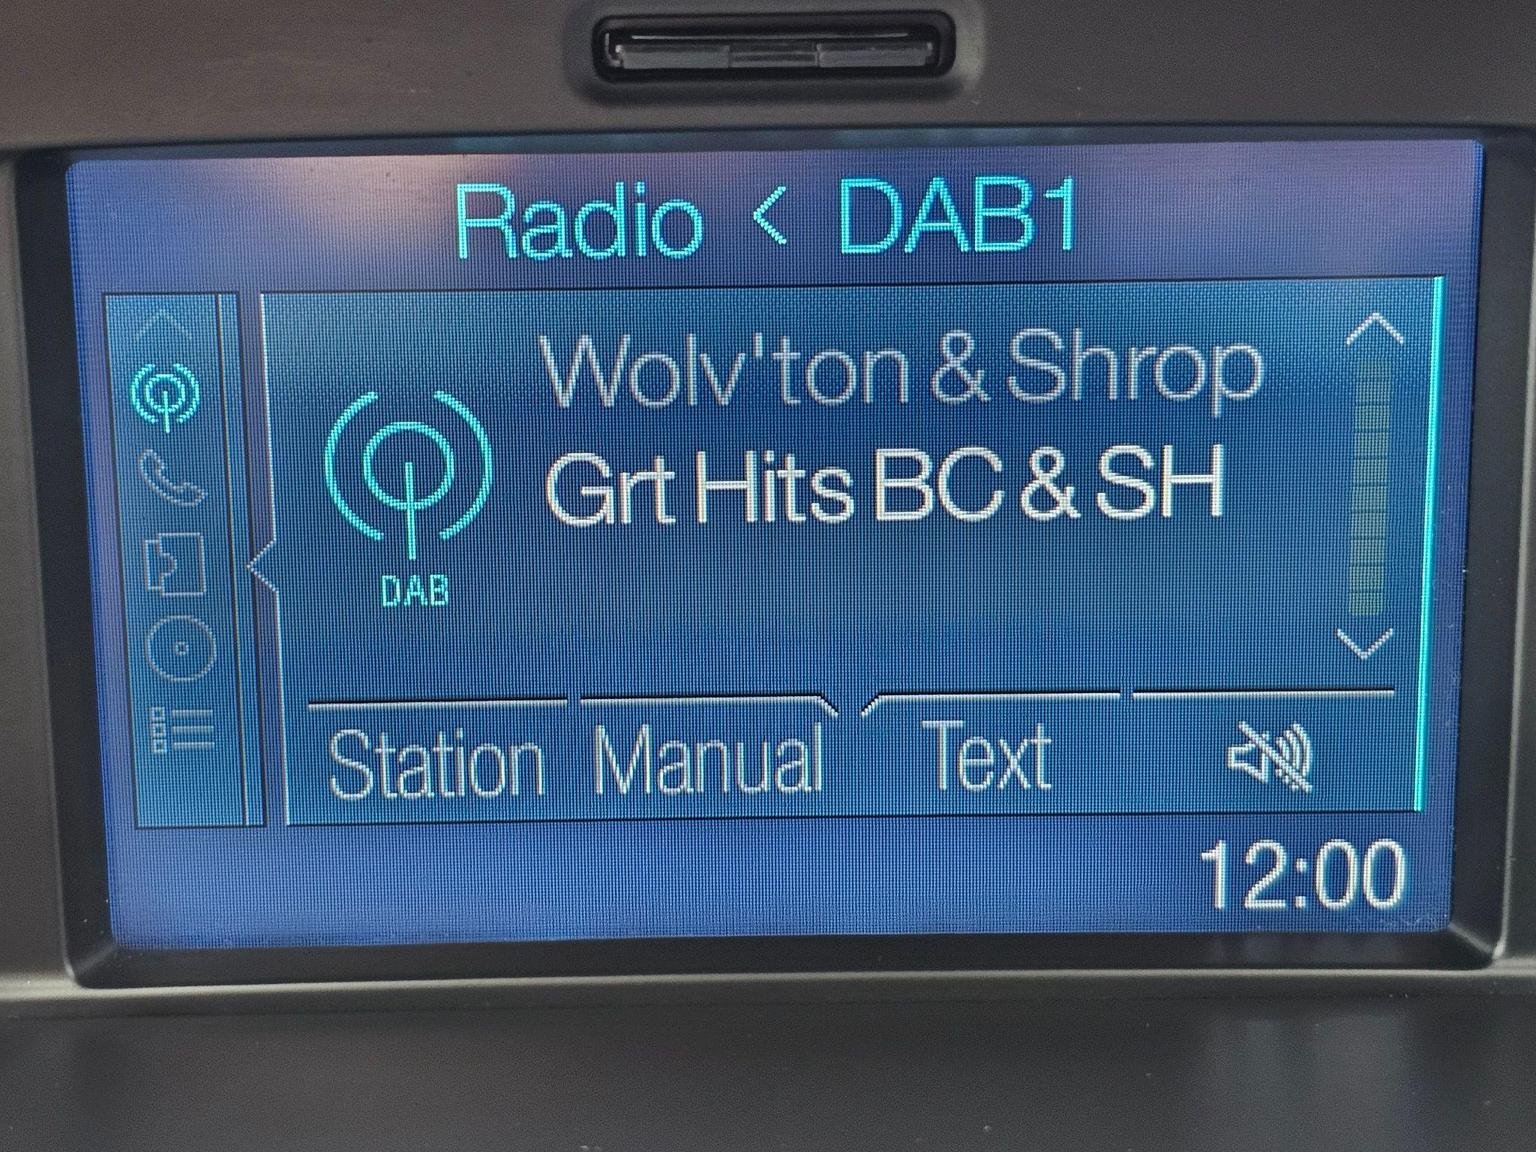 Radio < DAB1
Wolv'ton & Shrop
Grt Hits BC & SH
DAB
Station Manual Text
12:00